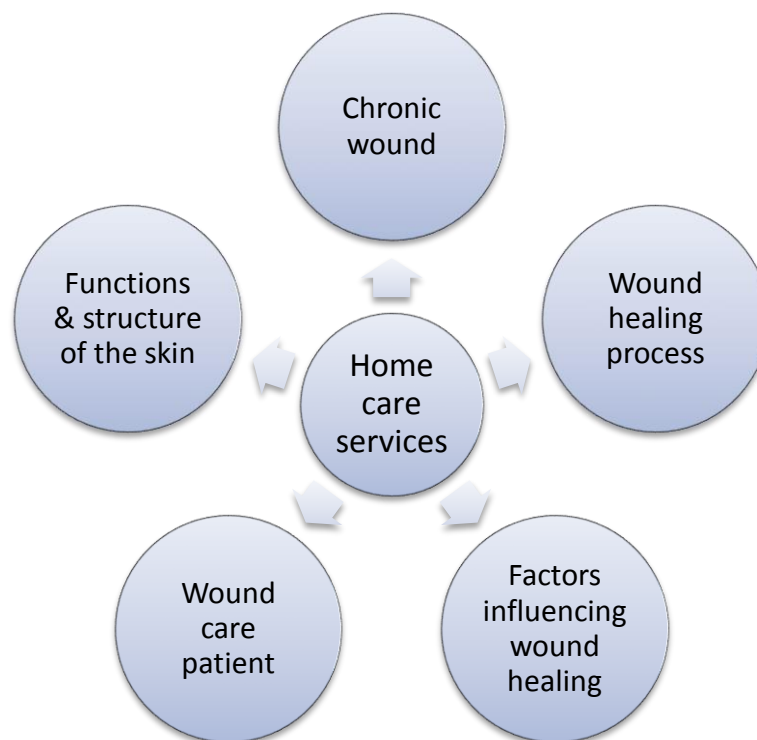 Chronic
wound
Functions
& structure
of the skin
Wound
healing
process
Home
care
services
Wound
care
patient
Factors
influencing
wound
healing